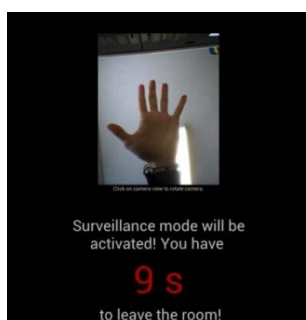 Click on camera view to rotate camera.
Surveillance mode will be
activated! You have
9 s
to leave the room!